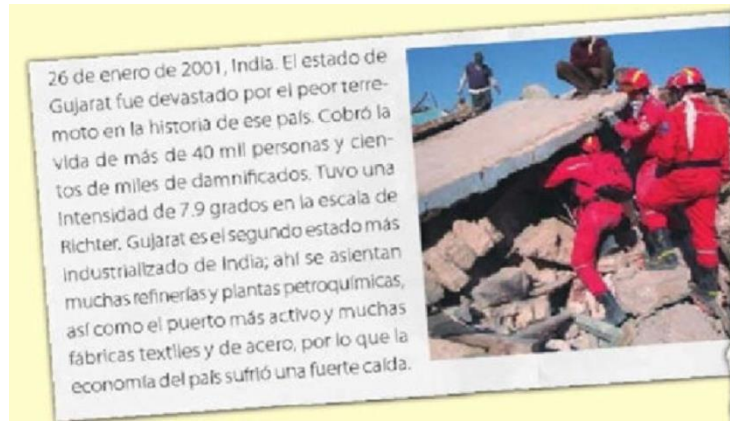 26 de enero de 2001, India. El estado de
Gujarat fue devastado por el peor terre-
moto en la historia de ese país. Cobró la
vida de más de 40 mil personas y cien-
tos de miles de damnificados. Tuvo una
intensidad de 7.9 grados en la escala de
Richter. Gujarat es el segundo estado más
industrializado de India; ahí se asientan
muchas refinerías y plantas petroquímicas,
así como el puerto más activo y muchas
fábricas textiles y de acero, por lo que la
economía del país sufrió una fuerte caída.